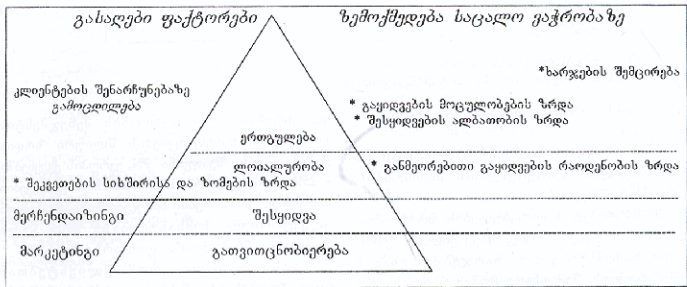 გასაღები ფაქტორები ზემოქმედება საცალო ვაჭრობაზე
*ხარჯების შემცირება
კლიენტების შენარჩუნებაზე
გამოცდილება
* გაყიდვების მოცულობების ზრდა
* შესყიდვების ალბათობის ზრდა
ერთგულება
ლოიალურობა * განმეორებითი გაყიდვების რაოდენობის ზრდა
* შეკვეთების სიხშირისა და ზომების ზრდა
მერჩენდაიზინგი შესყიდვა
მარკეტინგი გათვითცნობიერება